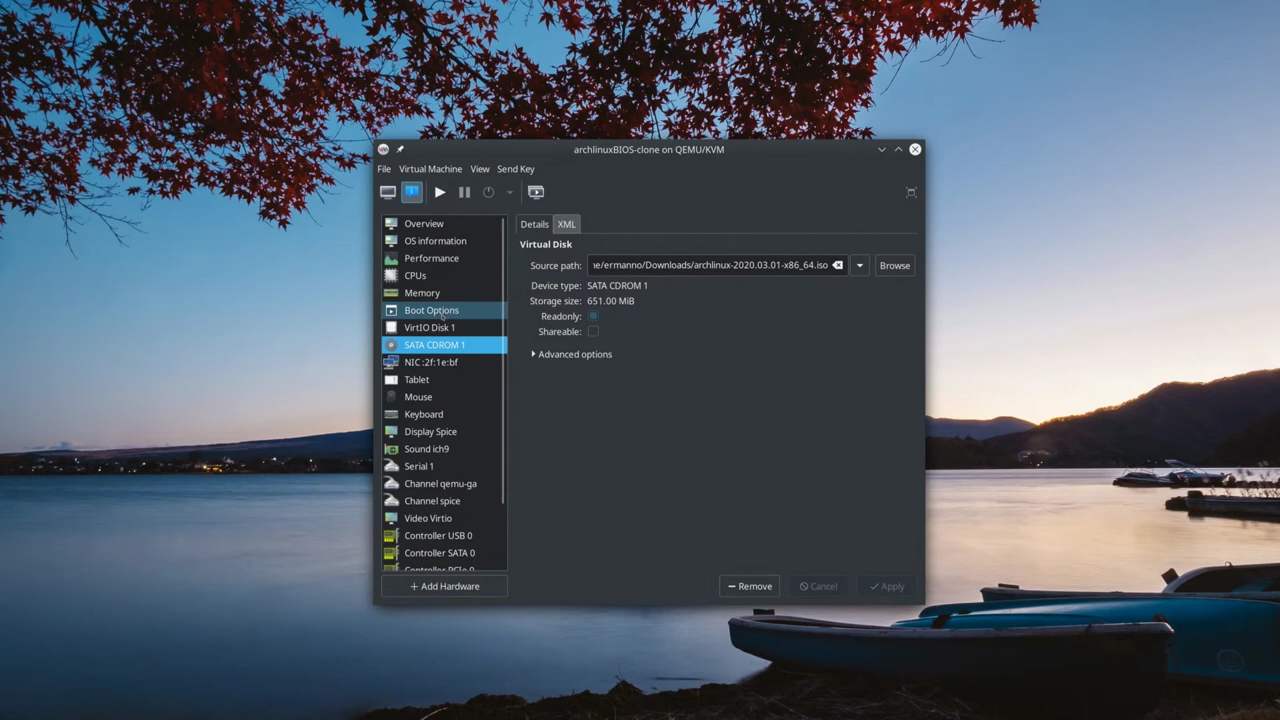 archlinuxBIOS-clone on QEMU/KVM
File Virtual Machine View Send Key
Overview
OS information
Performance
CPUs
Memory
Boot Options
VirtIO Disk 1
SATA CDROM 1
NIC :2f:1e:bf
Tablet
Mouse
Keyboard
Display Spice
Sound ich9
Serial 1
Channel qemu-ga
Channel spice
Video Virtio
Controller USB 0
Controller SATA 0
Controller PCIe 0
Add Hardware
Details XML
Virtual Disk
Source path: ne/ermanno/Downloads/archlinux-2020.03.01-x86_64.iso Browse
Device type: SATA CDROM 1
Storage size: 651.00 MiB
Readonly:
Shareable:
Advanced options
Remove Cancel Apply